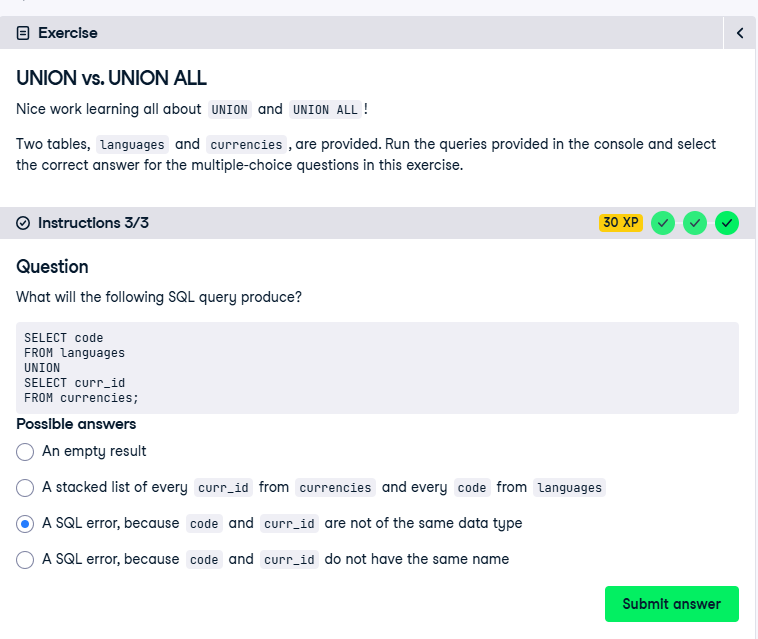 Exercise
UNION vs. UNION ALL
Nice work learning all about UNION and UNION ALL !
Two tables, languages and currencies , are provided. Run the queries provided in the console and select
the correct answer for the multiple-choice questions in this exercise.
Instructions 3/3
30 XP
Question
What will the following SQL query produce?
SELECT code
FROM languages
UNION
SELECT curr_id
FROM currencies;
Possible answers
An empty result
A stacked list of every curr_id from currencies and every code from languages
A SQL error, because code and curr_id are not of the same data type
A SQL error, because code and curr_id do not have the same name
Submit answer